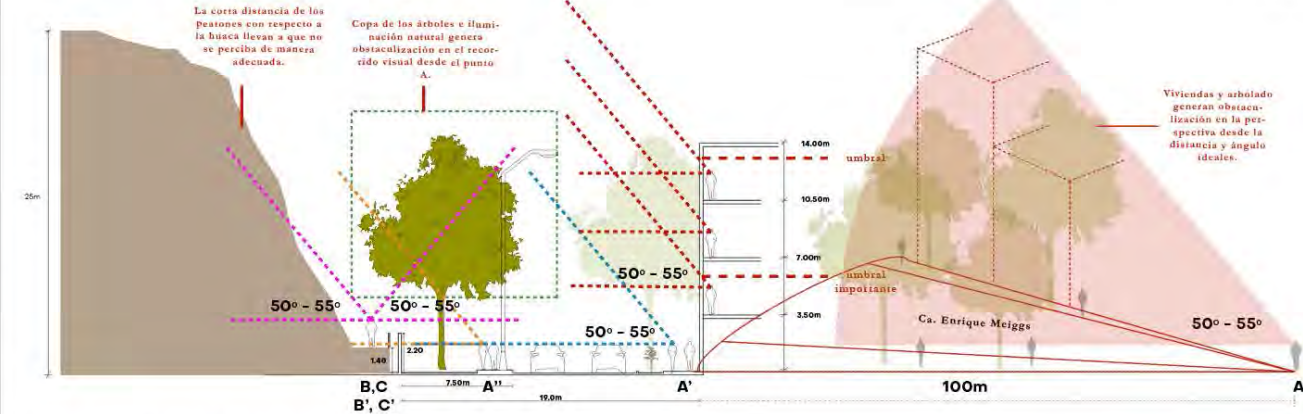 La corta distancia de los
peatones con respecto a
la huaca llevan a que no
se perciba de manera
adecuada.
Copa de los árboles e ilumi-
nación natural genera
obstaculización en el recor-
rido visual desde el punto
A.
Viviendas y arbolado
generan obstacu-
lización en la per-
spectiva desde la
distancia y ángulo
ideales.
14.00m
umbral
25m
10.50m
7.00m
50º - 55º
umbral
importante
50º - 55º
50º - 55º
3.50m
Ca. Enrique Meiggs
50º - 55º
50º - 55º
1.40
2.20
B,C
7.50m
A''
A'
100m
A
B', C'
19.0m